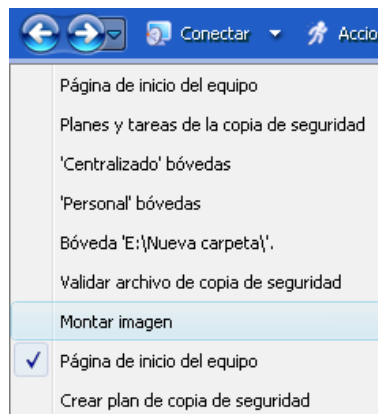 Conectar Accio
Página de inicio del equipo
Planes y tareas de la copia de seguridad
'Centralizado' bóvedas
'Personal' bóvedas
Bóveda 'E:\Nueva carpeta\'.
Validar archivo de copia de seguridad
Montar imagen
Página de inicio del equipo
Crear plan de copia de seguridad